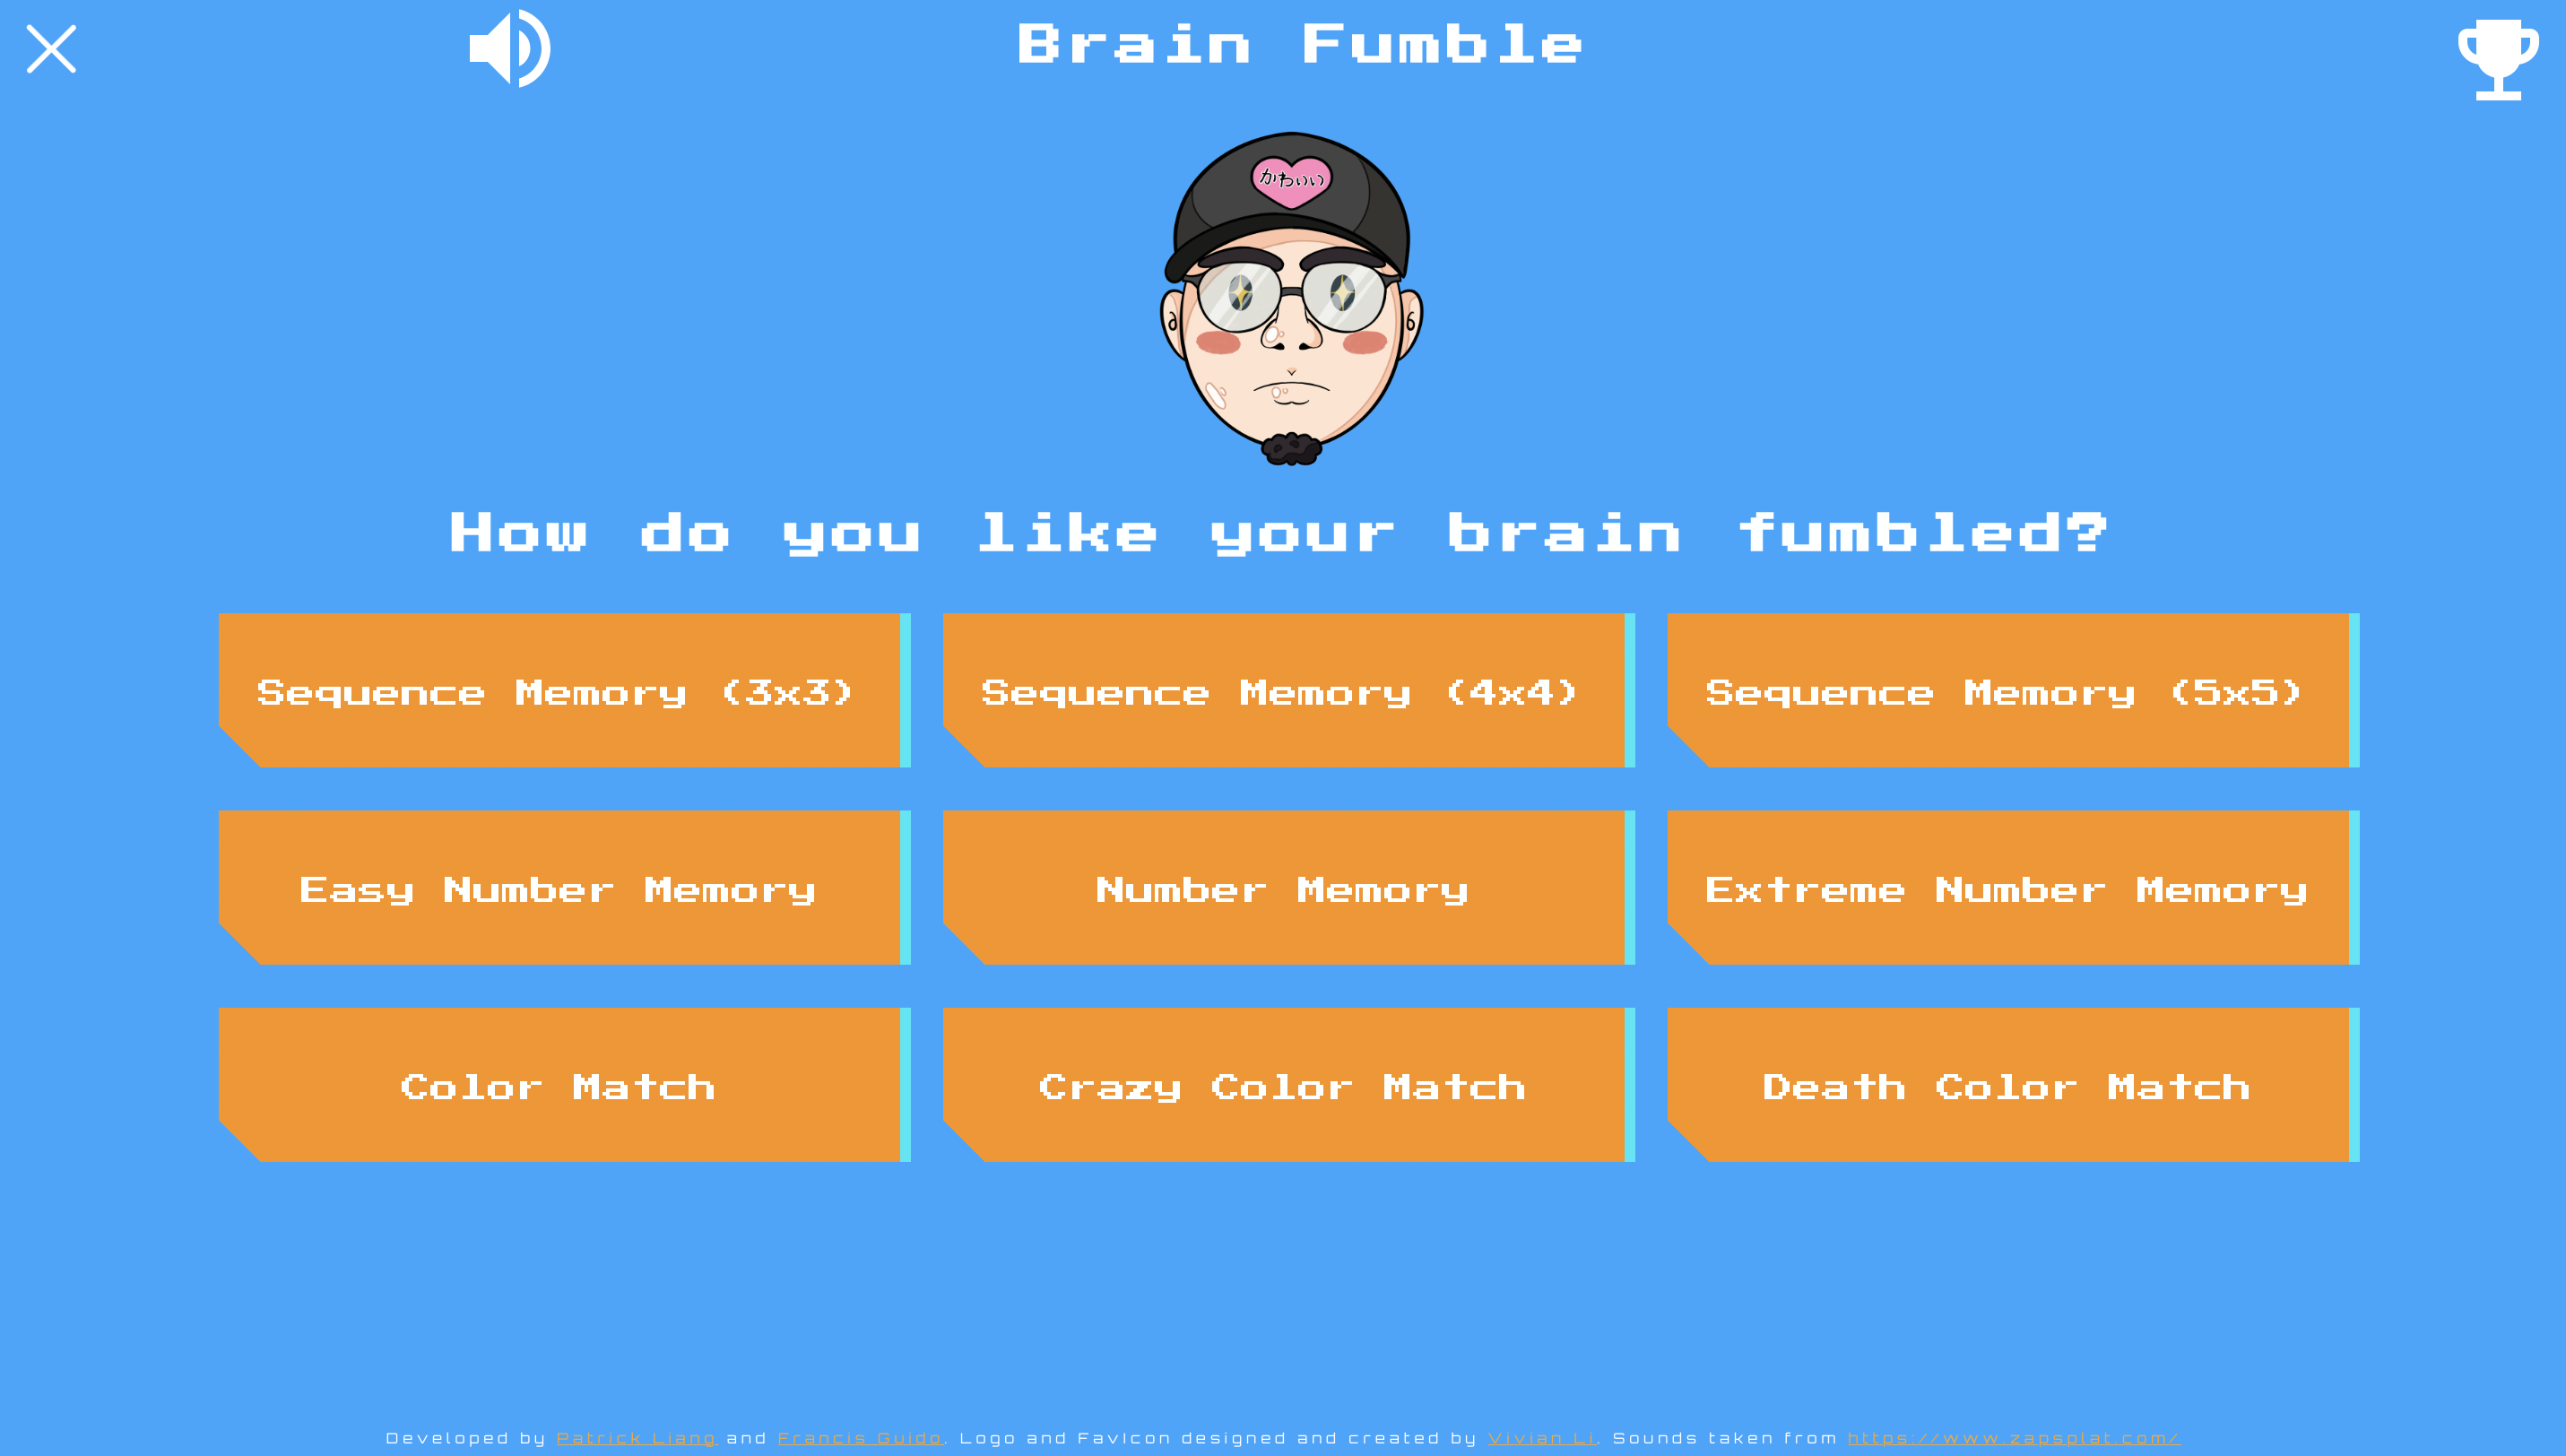 Brain Fumble
かわいい
How do you like your brain fumbled?
Sequence Memory (3x3)
Sequence Memory (4x4)
Sequence Memory (5x5)
Easy Number Memory
Number Memory
Extreme Number Memory
Color Match
Crazy Color Match
Death Color Match
Developed by Patrick Liang and Francis Guido. Logo and FavIcon designed and created by Vivian Li. Sounds taken from https://www.zapsplat.com/